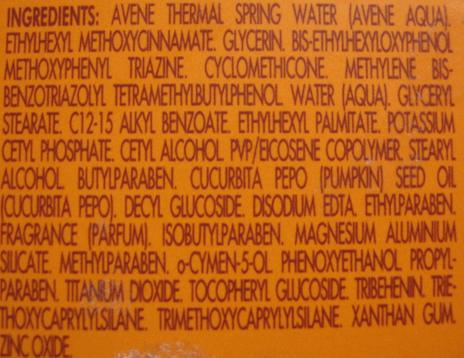 INGREDIENTS: AVENE THERMAL SPRING WATER (AVENE AQUA).
ETHYLHEXYL METHOXYCINNAMATE. GLYCERIN. BIS-ETHYLHEXYLOXYPHENOL
METHOXYPHENYL TRIAZINE. CYCLOMETHICONE. METHYLENE BIS-
BENZOTRIAZOLYL TETRAMETHYLBUTYLPHENOL. WATER (AQUA). GLYCERYL
STEARATE. C12-15 ALKYL BENZOATE. ETHYLHEXYL PALMITATE. POTASSIUM
CETYL PHOSPHATE. CETYL ALCOHOL. PVP/EICOSENE COPOLYMER. STEARYL
ALCOHOL. BUTYLPARABEN. CUCURBITA PEPO (PUMPKIN) SEED OIL
(CUCURBITA PEPO). DECYL GLUCOSIDE. DISODIUM EDTA. ETHYLPARABEN.
FRAGRANCE (PARFUM). ISOBUTYLPARABEN. MAGNESIUM ALUMINIUM
SILICATE. METHYLPARABEN. o-CYMEN-5-OL. PHENOXYETHANOL. PROPYL-
PARABEN. TITANIUM DIOXIDE. TOCOPHERYL GLUCOSIDE. TRIBEHENIN. TRIE-
THOXYCAPRYLYLSILANE. TRIMETHOXYCAPRYLYLSILANE. XANTHAN GUM.
ZINC OXIDE.